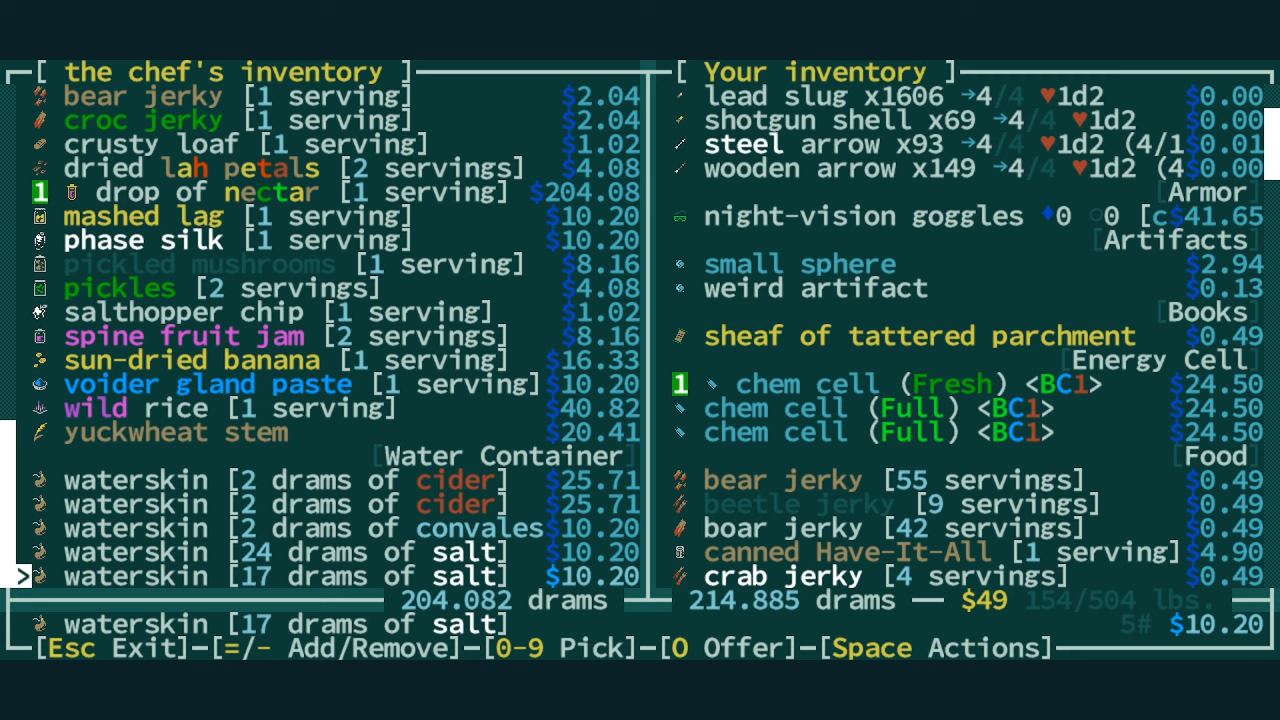 [ the chef's inventory ]
bear jerky [1 serving] $2.04
croc jerky [1 serving] $2.04
crusty loaf [1 serving] $1.02
dried lah petals [2 servings] $4.08
1 drop of nectar [1 serving] $204.08
mashed lag [1 serving] $10.20
phase silk [1 serving] $10.20
pickled mushrooms [1 serving] $8.16
pickles [2 servings] $4.08
salthopper chip [1 serving] $1.02
spine fruit jam [2 servings] $8.16
sun-dried banana [1 serving] $16.33
voider gland paste [1 serving] $10.20
wild rice [1 serving] $40.82
yuckwheat stem $20.41
[Water Container]
waterskin [2 drams of cider] $25.71
waterskin [2 drams of cider] $25.71
waterskin [2 drams of convales $10.20
waterskin [24 drams of salt] $10.20
> waterskin [17 drams of salt] $10.20
204.082 drams
[ Your inventory ]
lead slug x1606 →4/4 ♥1d2 $0.00
shotgun shell x69 →4/4 ♥1d2 $0.00
steel arrow x93 →4/4 ♥1d2 (4/1 $0.01
wooden arrow x149 →4/4 ♥1d2 (4 $0.00
[Armor]
night-vision goggles ♦0 ○0 [c $41.65
[Artifacts]
small sphere $2.94
weird artifact $0.13
[Books]
sheaf of tattered parchment $0.49
[Energy Cell]
1 chem cell (Fresh) <BC1> $24.50
chem cell (Full) <BC1> $24.50
chem cell (Full) <BC1> $24.50
[Food]
bear jerky [55 servings] $0.49
beetle jerky [9 servings] $0.49
boar jerky [42 servings] $0.49
canned Have-It-All [1 serving] $4.90
crab jerky [4 servings] $0.49
214.885 drams — $49 154/504 lbs.
waterskin [17 drams of salt] 5# $10.20
[Esc Exit]—[=/- Add/Remove]—[0-9 Pick]—[O Offer]—[Space Actions]